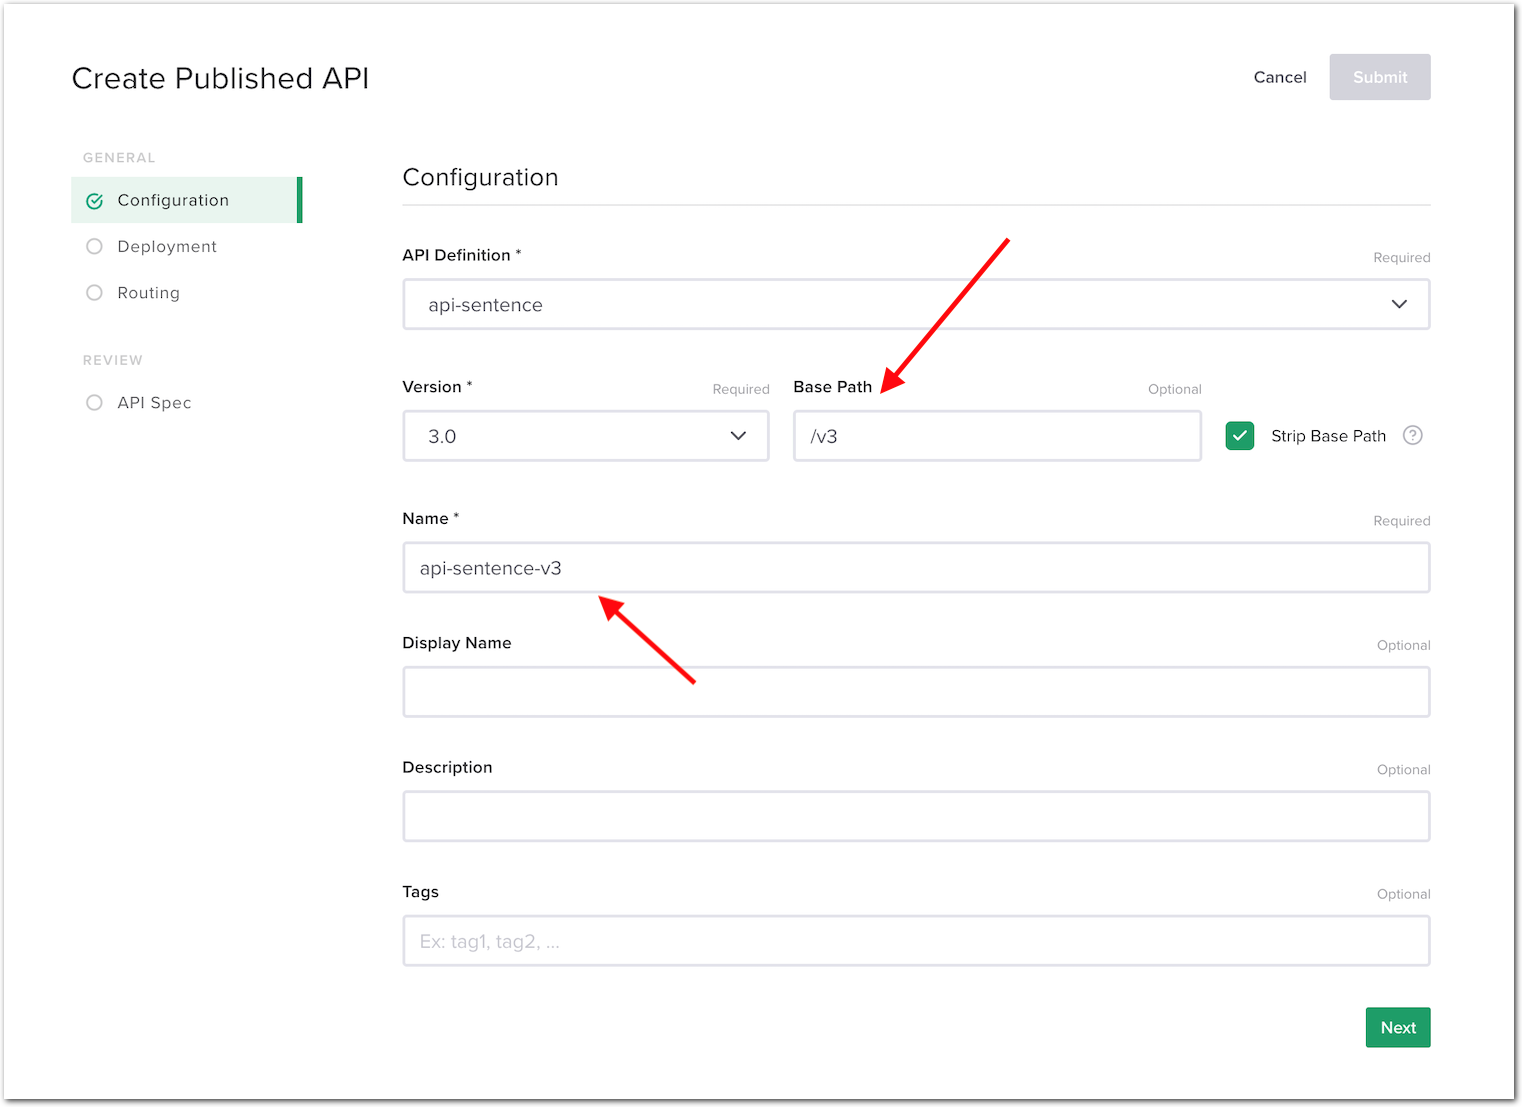 Create Published API
Cancel
Submit
GENERAL
Configuration
Deployment
Routing
REVIEW
API Spec
Configuration
API Definition *
Required
api-sentence
Version *
Required
Base Path
Optional
3.0
/v3
Strip Base Path
?
Name *
Required
api-sentence-v3
Display Name
Optional
Description
Optional
Tags
Optional
Ex: tag1, tag2, ...
Next